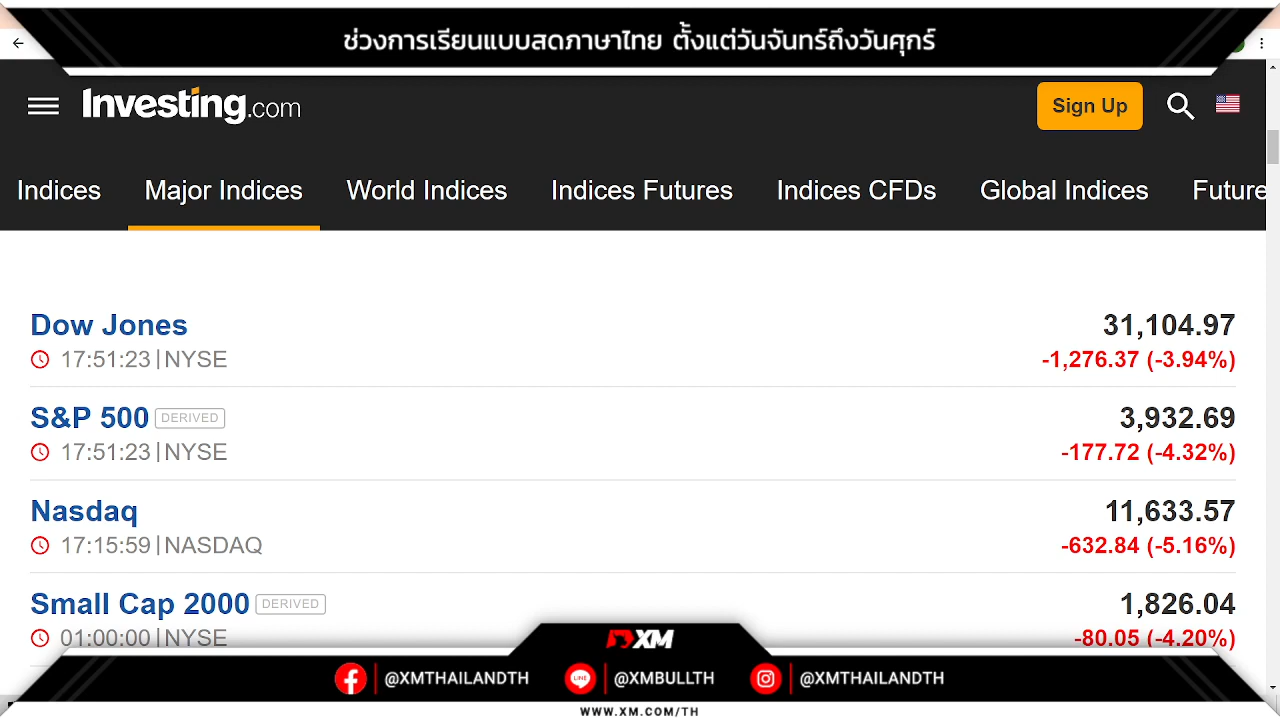 ช่วงการเรียนแบบสดภาษาไทย ตั้งแต่วันจันทร์ถึงวันศุกร์
Investing.com
Sign Up
Indices Major Indices World Indices Indices Futures Indices CFDs Global Indices Future
Dow Jones 31,104.97
17:51:23|NYSE -1,276.37 (-3.94%)
S&P 500 DERIVED 3,932.69
17:51:23|NYSE -177.72 (-4.32%)
Nasdaq 11,633.57
17:15:59|NASDAQ -632.84 (-5.16%)
Small Cap 2000 DERIVED 1,826.04
01:00:00|NYSE -80.05 (-4.20%)
XM
@XMTHAILANDTH LINE @XMBULLTH @XMTHAILANDTH
WWW.XM.COM/TH